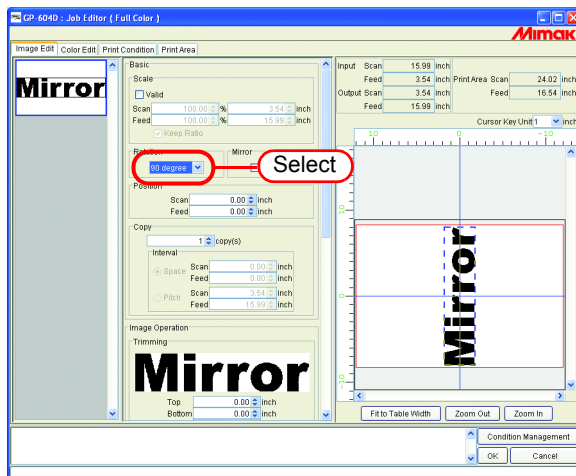 GP-604D : Job Editor ( Full Color )
Mimaki
Image Edit Color Edit Print Condition Print Area
Mirror
Basic
Scale
Valid
Scan 100.00 % 3.54 inch
Feed 100.00 % 15.99 inch
Keep Ratio
Rotation Mirror
90 degree
Select
Position
Scan 0.00 inch
Feed 0.00 inch
Copy
1 copy(s)
Interval
Space Scan 0.00 inch
Feed 0.00 inch
Pitch Scan 3.54 inch
Feed 15.99 inch
Image Operation
Trimming
Mirror
Top 0.00 inch
Bottom 0.00 inch
Input Scan 15.99 inch
Feed 3.54 inch Print Area Scan 24.02 inch
Output Scan 3.54 inch Feed 16.54 inch
Feed 15.99 inch
Cursor Key Unit 1 inch
10 0 -10
10
0
-10
Mirror
Fit to Table Width Zoom Out Zoom In
Condition Management
OK Cancel